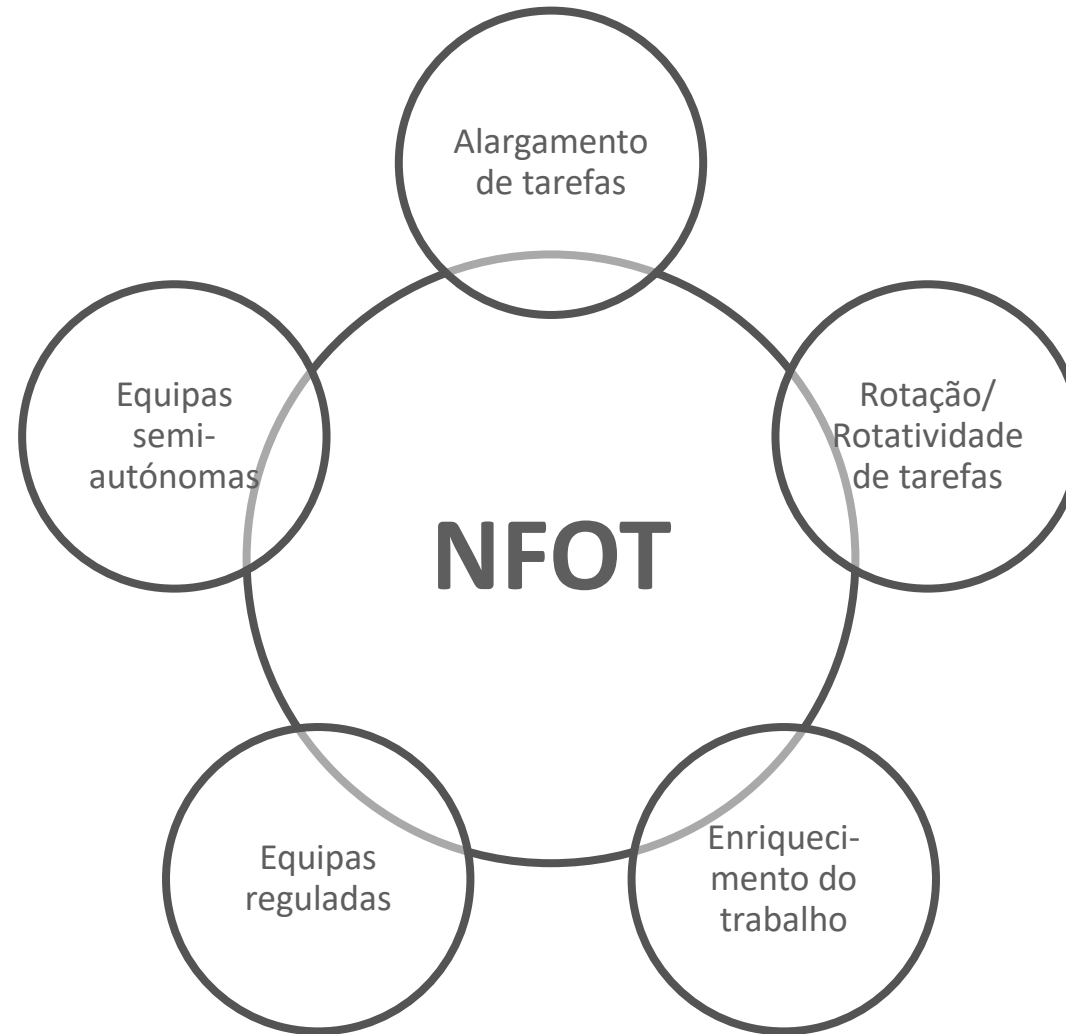 Alargamento
de tarefas
Rotação/
Rotatividade
de tarefas
Enriqueci-
mento do
trabalho
Equipas
reguladas
Equipas
semi-
autónomas
NFOT